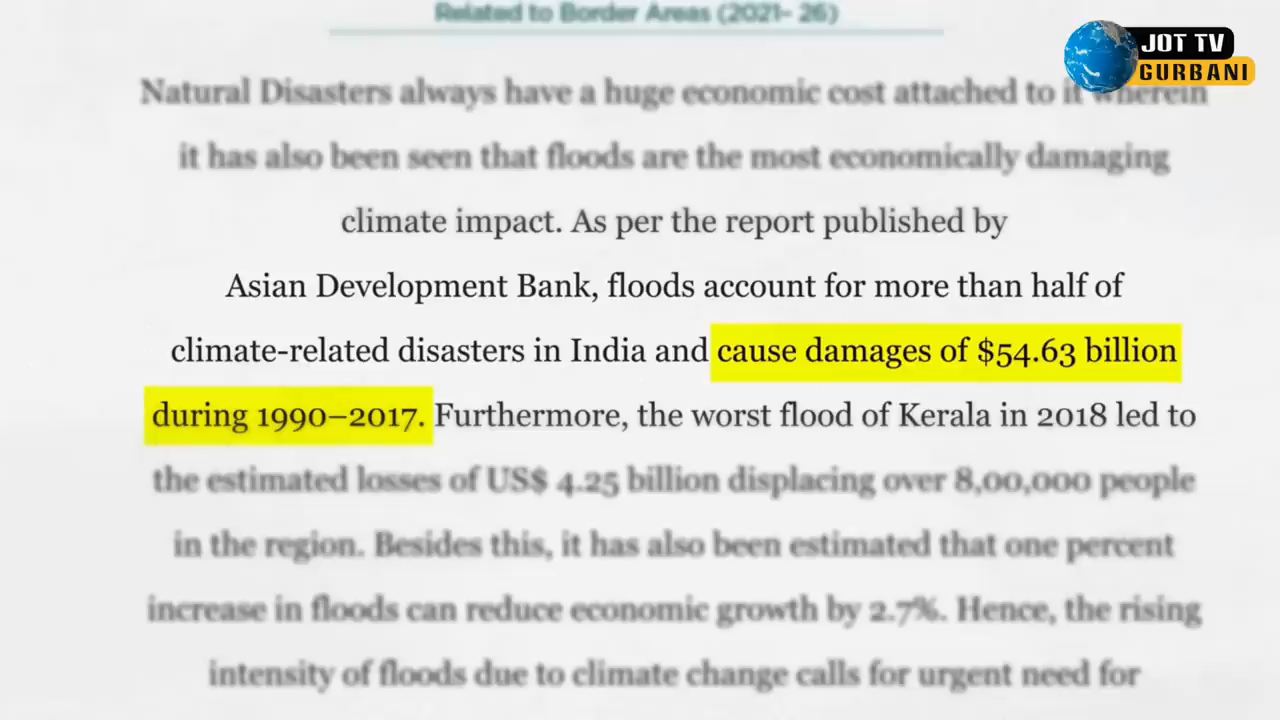 Related to Border Areas (2021– 26)
JOT TV
GURBANI
Natural Disasters always have a huge economic cost attached to it wherein
it has also been seen that floods are the most economically damaging
climate impact. As per the report published by
Asian Development Bank, floods account for more than half of
climate-related disasters in India and cause damages of $54.63 billion
during 1990–2017. Furthermore, the worst flood of Kerala in 2018 led to
the estimated losses of US$ 4.25 billion displacing over 8,00,000 people
in the region. Besides this, it has also been estimated that one percent
increase in floods can reduce economic growth by 2.7%. Hence, the rising
intensity of floods due to climate change calls for urgent need for